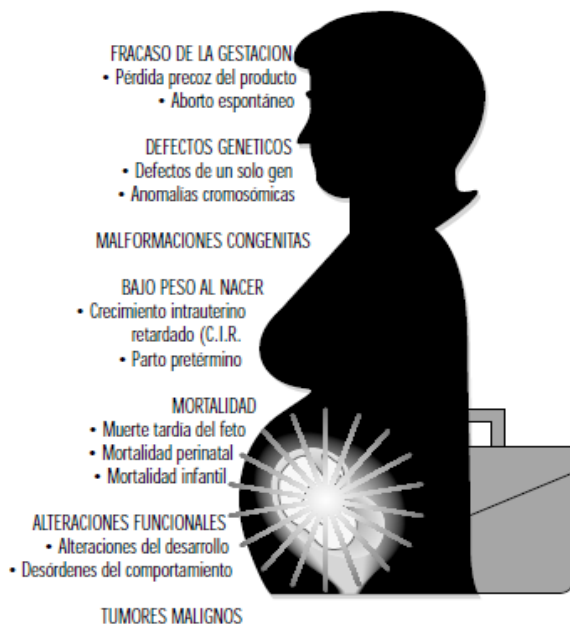 FRACASO DE LA GESTACION
• Pérdida precoz del producto
• Aborto espontáneo
DEFECTOS GENETICOS
• Defectos de un solo gen
• Anomalías cromosómicas
MALFORMACIONES CONGENITAS
BAJO PESO AL NACER
• Crecimiento intrauterino
retardado (C.I.R.
• Parto pretérmino
MORTALIDAD
• Muerte tardía del feto
• Mortalidad perinatal
• Mortalidad infantil
ALTERACIONES FUNCIONALES
• Alteraciones del desarrollo
• Desórdenes del comportamiento
TUMORES MALIGNOS